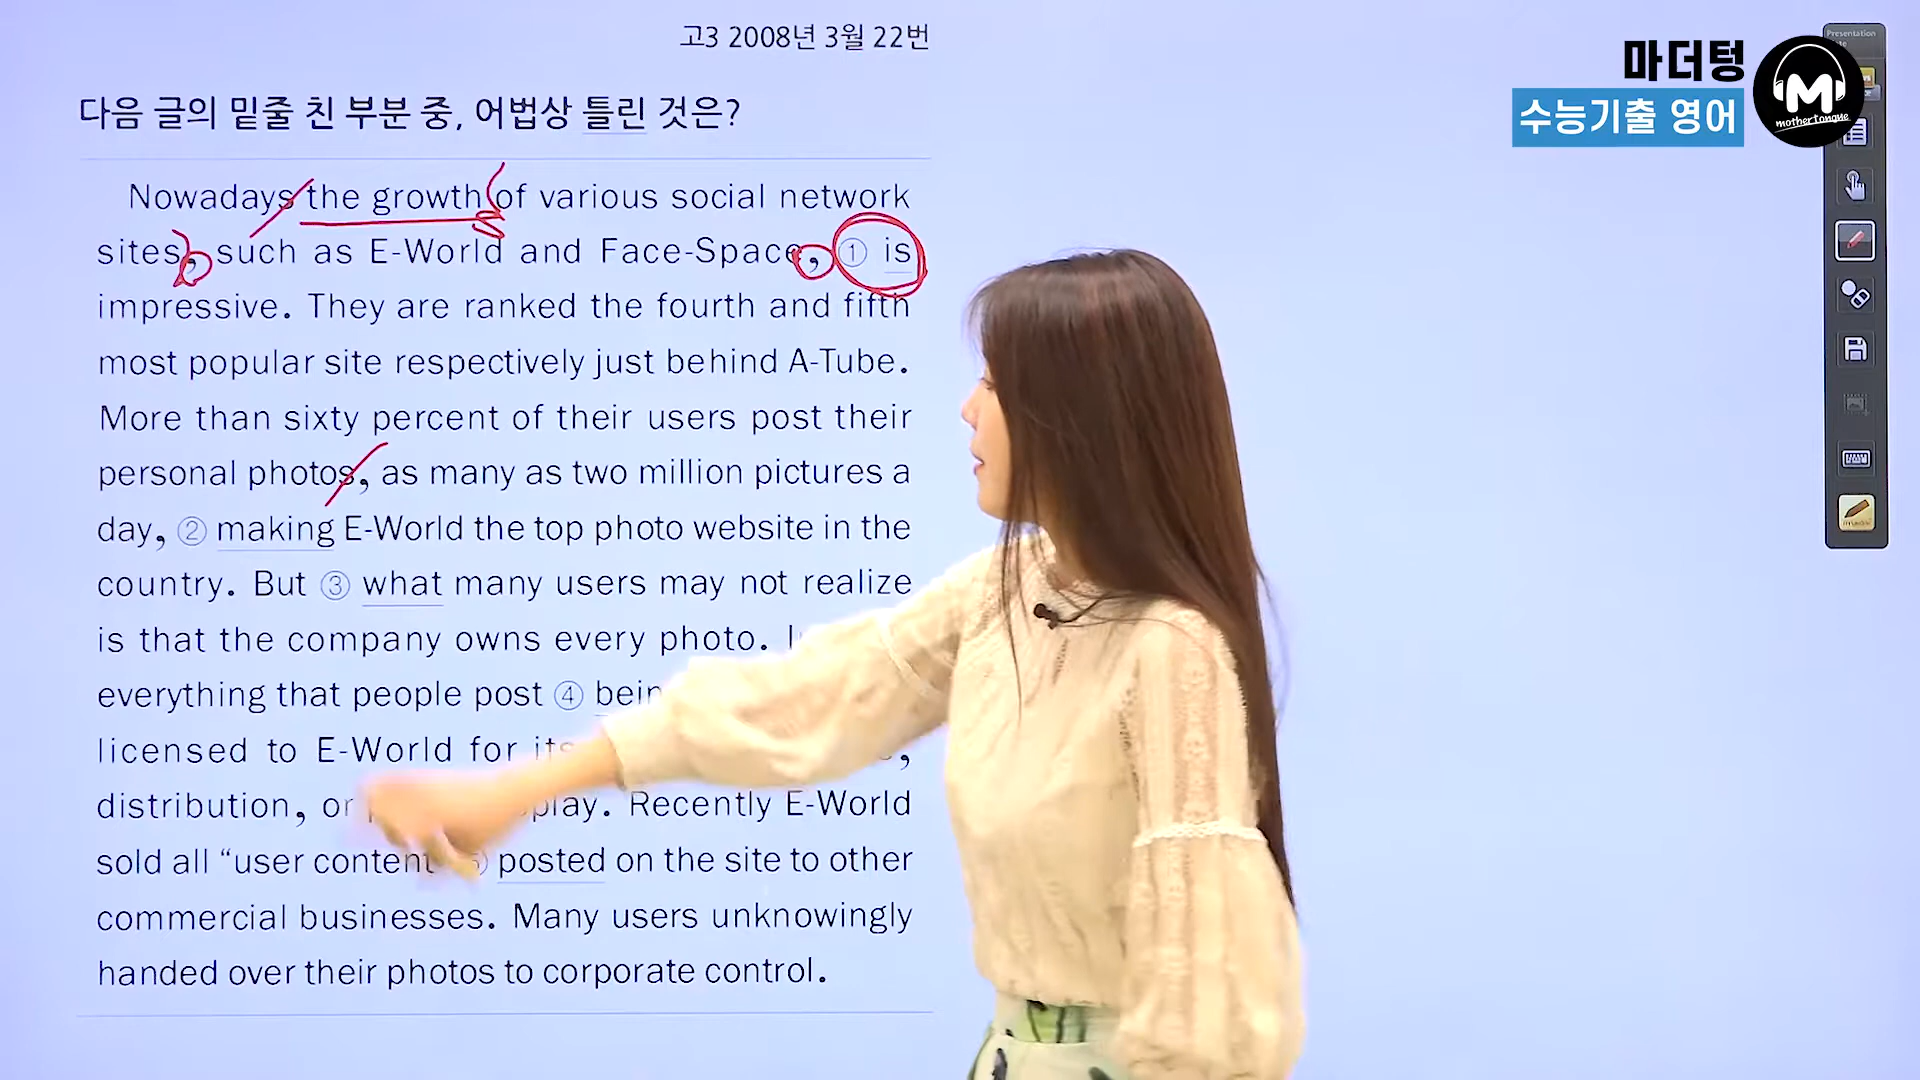 고3 2008년 3월 22번
마더텅
수능기출 영어
M
mothertongue
Presentation
다음 글의 밑줄 친 부분 중, 어법상 틀린 것은?
Nowadays the growth of various social network
sites, such as E-World and Face-Space, ① is
impressive. They are ranked the fourth and fifth
most popular site respectively just behind A-Tube.
More than sixty percent of their users post their
personal photos, as many as two million pictures a
day, ② making E-World the top photo website in the
country. But ③ what many users may not realize
is that the company owns every photo.
everything that people post ④
licensed to E-World for its ,
distribution, or Recently E-World
sold all “user content posted on the site to other
commercial businesses. Many users unknowingly
handed over their photos to corporate control.